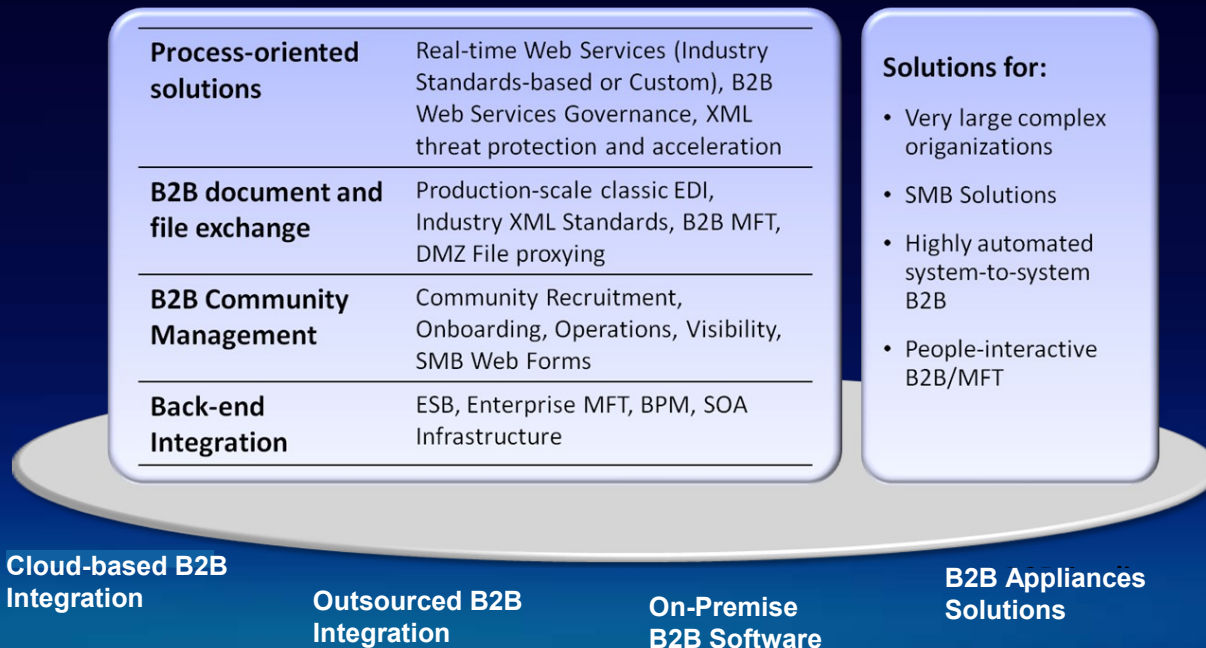 Process-oriented
solutions
Real-time Web Services (Industry
Standards-based or Custom), B2B
Web Services Governance, XML
threat protection and acceleration
B2B document and
file exchange
Production-scale classic EDI,
Industry XML Standards, B2B MFT,
DMZ File proxying
B2B Community
Management
Community Recruitment,
Onboarding, Operations, Visibility,
SMB Web Forms
Back-end
Integration
ESB, Enterprise MFT, BPM, SOA
Infrastructure
Solutions for:
• Very large complex
origanizations
• SMB Solutions
• Highly automated
system-to-system
B2B
• People-interactive
B2B/MFT
Cloud-based B2B
Integration
Outsourced B2B
Integration
On-Premise
B2B Software
B2B Appliances
Solutions